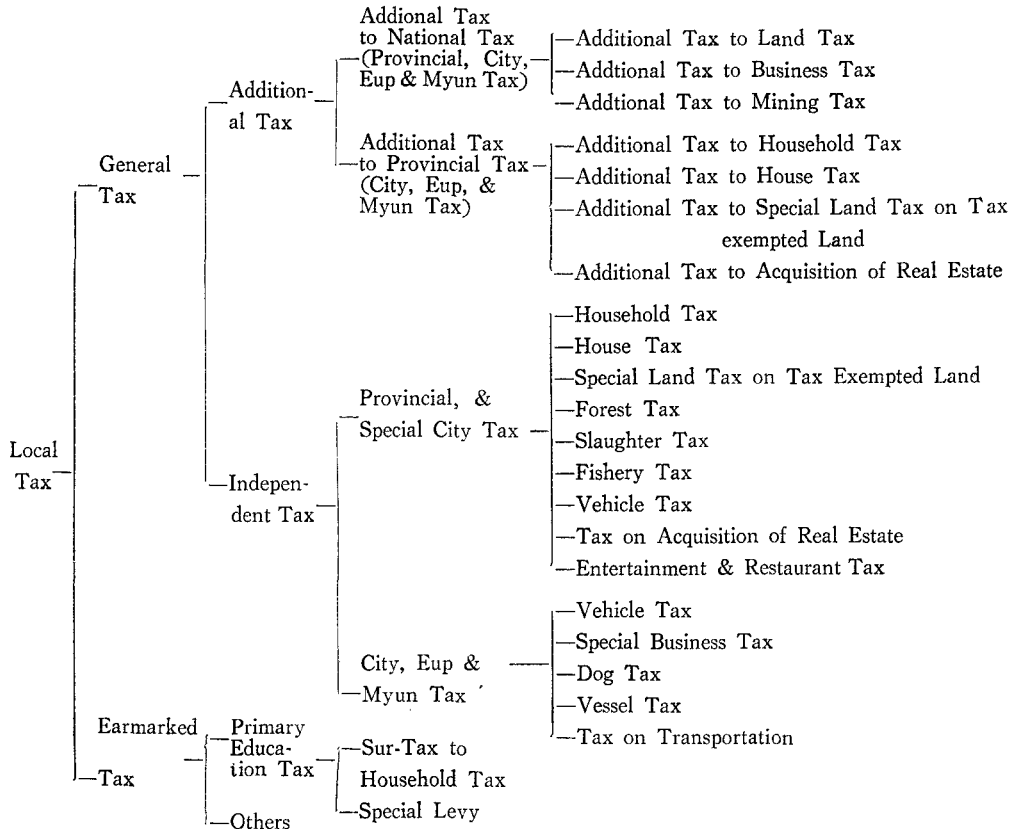 Addional Tax
to National Tax
(Provincial, City,
Eup & Myun Tax)
Additional Tax to Land Tax
Addtional Tax to Business Tax
Addtional Tax to Mining Tax
Addition-
al Tax
Additional Tax
to Provincial Tax
(City, Eup, &
Myun Tax)
Additional Tax to Household Tax
Additional Tax to House Tax
Additional Tax to Special Land Tax on Tax
exempted Land
Additional Tax to Acquisition of Real Estate
General
Tax
Household Tax
House Tax
Special Land Tax on Tax Exempted Land
Forest Tax
Slaughter Tax
Fishery Tax
Vehicle Tax
Tax on Acquisition of Real Estate
Entertainment & Restaurant Tax
Provincial, &
Special City Tax
Local
Tax
Indepen-
dent Tax
Vehicle Tax
Special Business Tax
Dog Tax
Vessel Tax
Tax on Transportation
City, Eup &
Myun Tax
Earmarked
Tax
Primary
Educa-
tion Tax
Sur-Tax to
Household Tax
Special Levy
Others